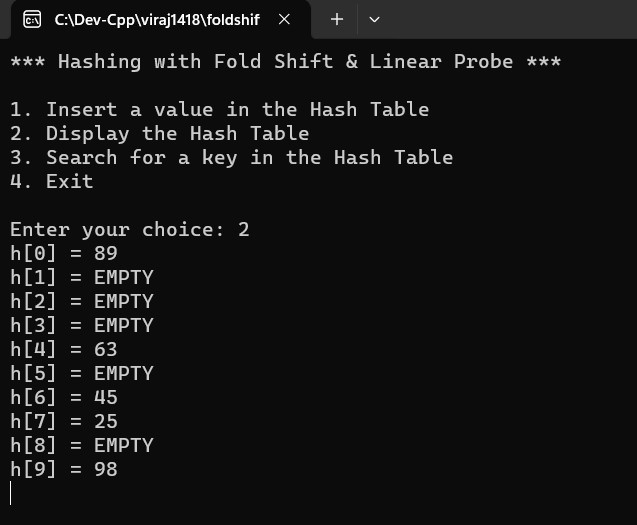 C:\Dev-Cpp\viraj1418\foldshif
*** Hashing with Fold Shift & Linear Probe ***
1. Insert a value in the Hash Table
2. Display the Hash Table
3. Search for a key in the Hash Table
4. Exit
Enter your choice: 2
h[0] = 89
h[1] = EMPTY
h[2] = EMPTY
h[3] = EMPTY
h[4] = 63
h[5] = EMPTY
h[6] = 45
h[7] = 25
h[8] = EMPTY
h[9] = 98